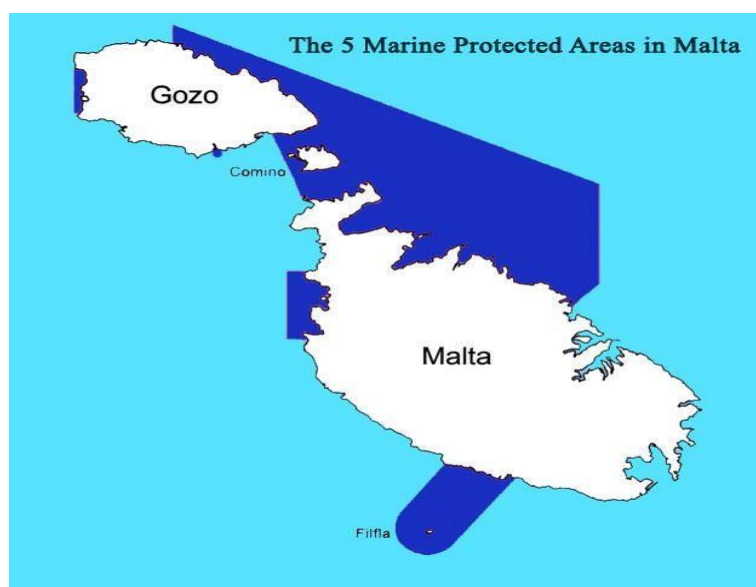 The 5 Marine Protected Areas in Malta
Gozo
Comino
Malta
Filfla